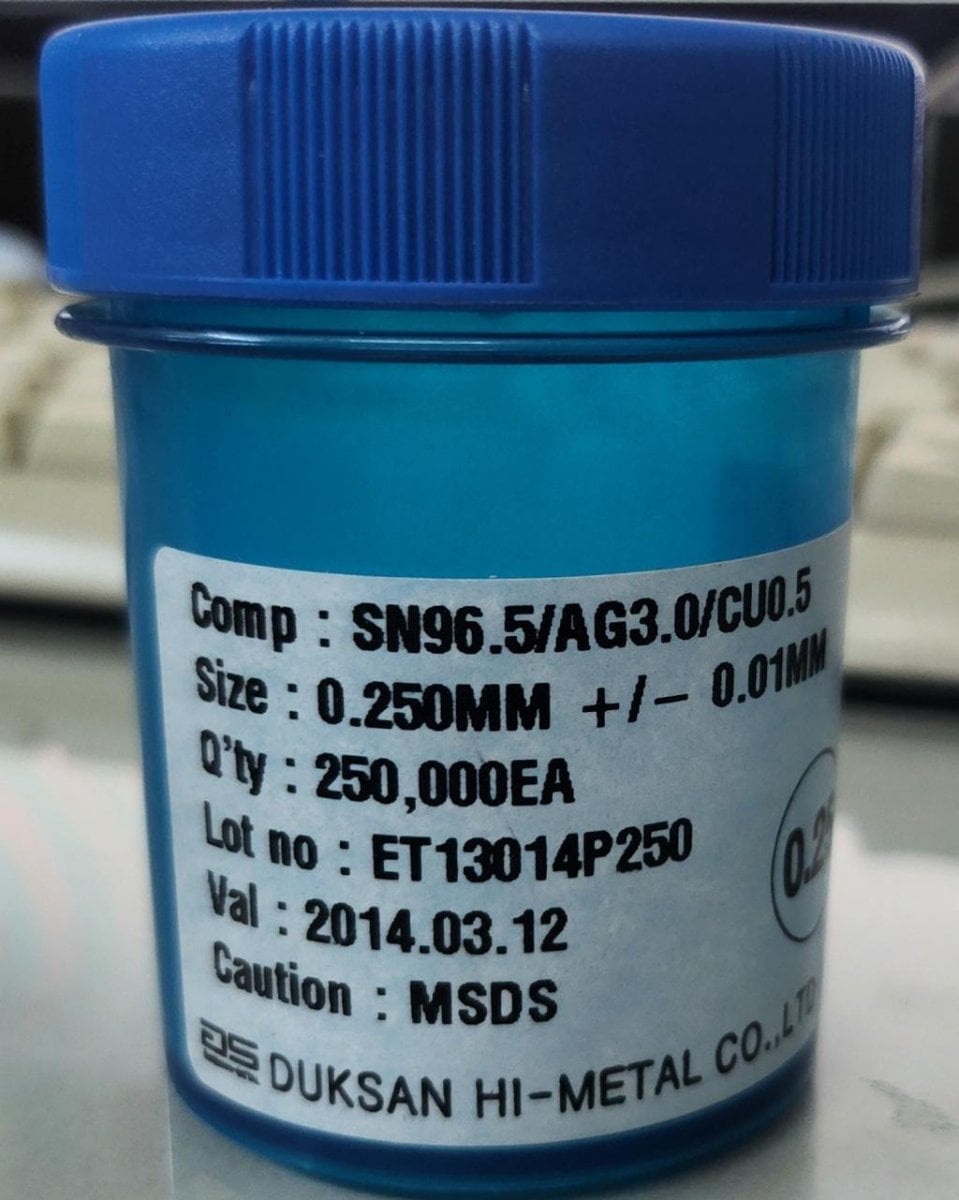 Comp : SN96.5/AG3.0/CU0.5
Size : 0.250MM +/- 0.01MM
Q'ty : 250,000EA
Lot no : ET13014P250
Val : 2014.03.12
Caution : MSDS
DS DUKSAN HI-METAL CO.,LTD